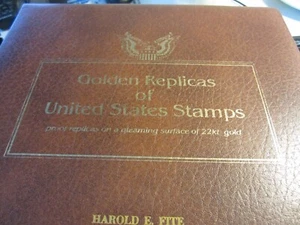 Golden Replicas
of
United States Stamps
proof replicas on a gleaming surface of 22kt. gold
HAROLD E. FITE